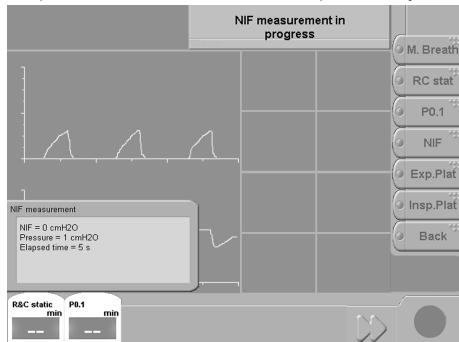 NIF measurement in
progress
M. Breath
RC stat
P0.1
NIF
Exp.Plat
Insp.Plat
Back
NIF measurement
NIF = 0 cmH2O
Pressure = 1 cmH2O
Elapsed time = 5 s
R&C static
min
--
P0.1
min
--